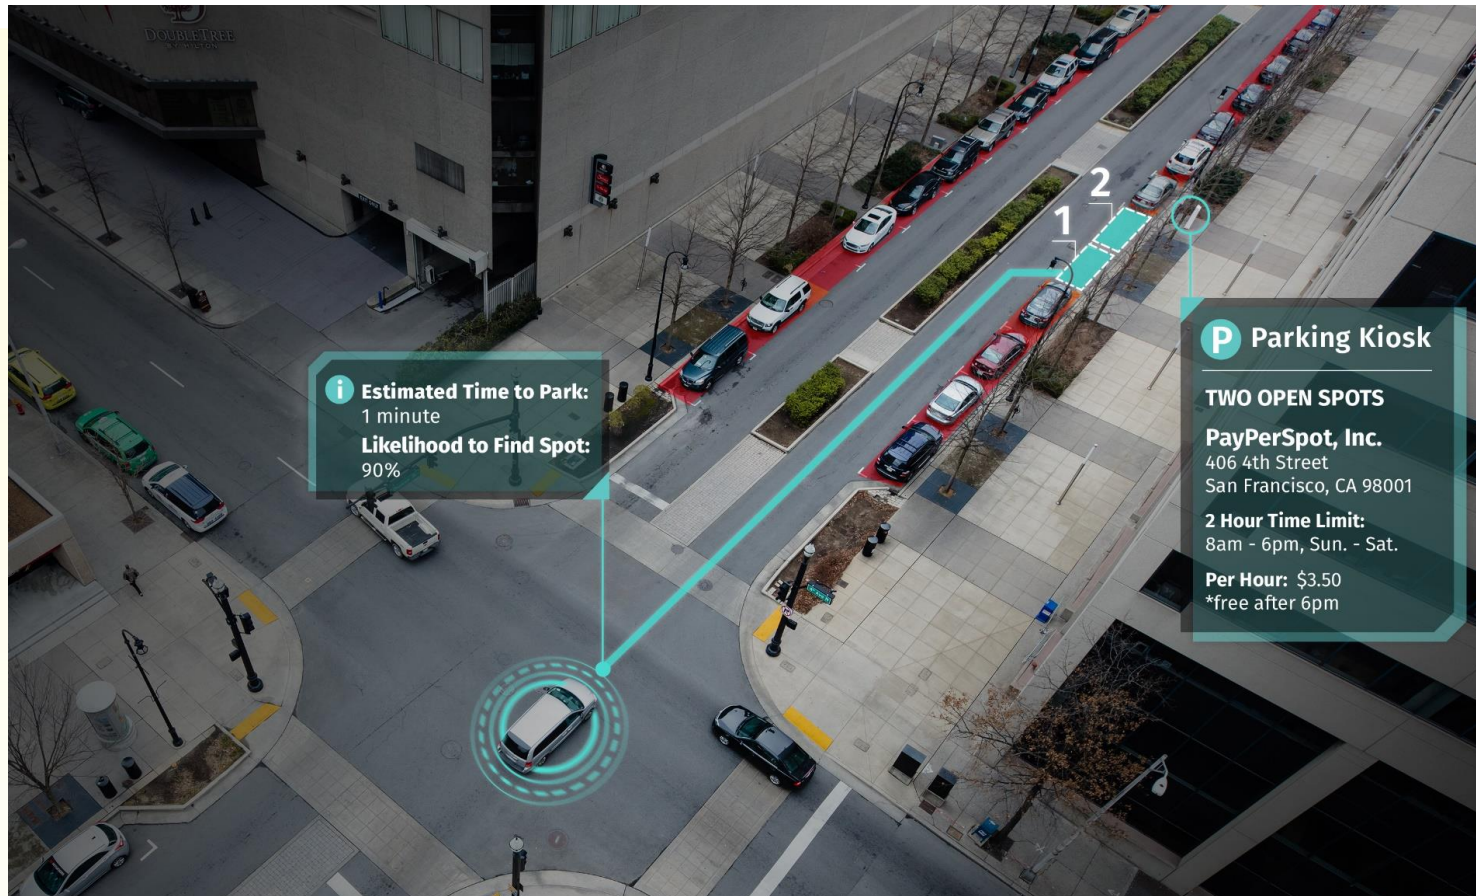 DOUBLETREE
BY HILTON
2
1
i
Estimated Time to Park:
1 minute
Likelihood to Find Spot:
90%
P Parking Kiosk
TWO OPEN SPOTS
PayPerSpot, Inc.
406 4th Street
San Francisco, CA 98001
2 Hour Time Limit:
8am - 6pm, Sun. - Sat.
Per Hour: $3.50
*free after 6pm